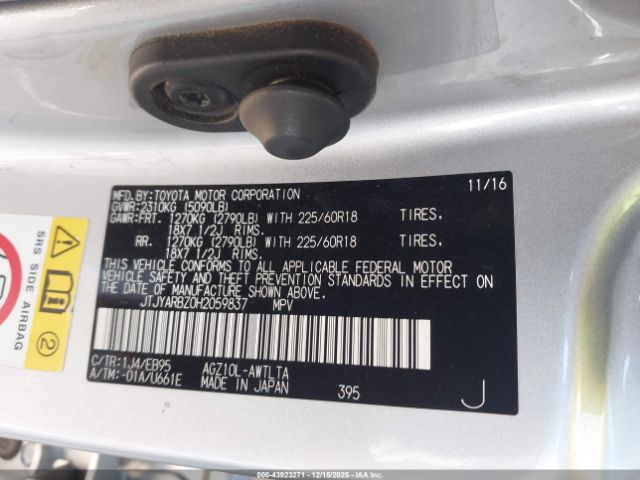 MFD.BY:TOYOTA MOTOR CORPORATION 11/16
GVWR:2310KG (5090LB)
GAWR:FRT. 1270KG (2790LB) WITH 225/60R18 TIRES.
18X7 1/2J RIMS.
RR. 1270KG (2790LB) WITH 225/60R18 TIRES.
18X7 1/2J RIMS.
THIS VEHICLE CONFORMS TO ALL APPLICABLE FEDERAL MOTOR
VEHICLE SAFETY AND THEFT PREVENTION STANDARDS IN EFFECT ON
THE DATE OF MANUFACTURE SHOWN ABOVE.
JTJYARBZ0H2059837 MPV
C/TR:1J4/EB95 AGZ10L-AWTLTA
A/TM:-01A/U661E MADE IN JAPAN 395 J
SRS SIDE AIRBAG 2
STOCK: 43923271 - 12/15/2025 - IAAI.COM